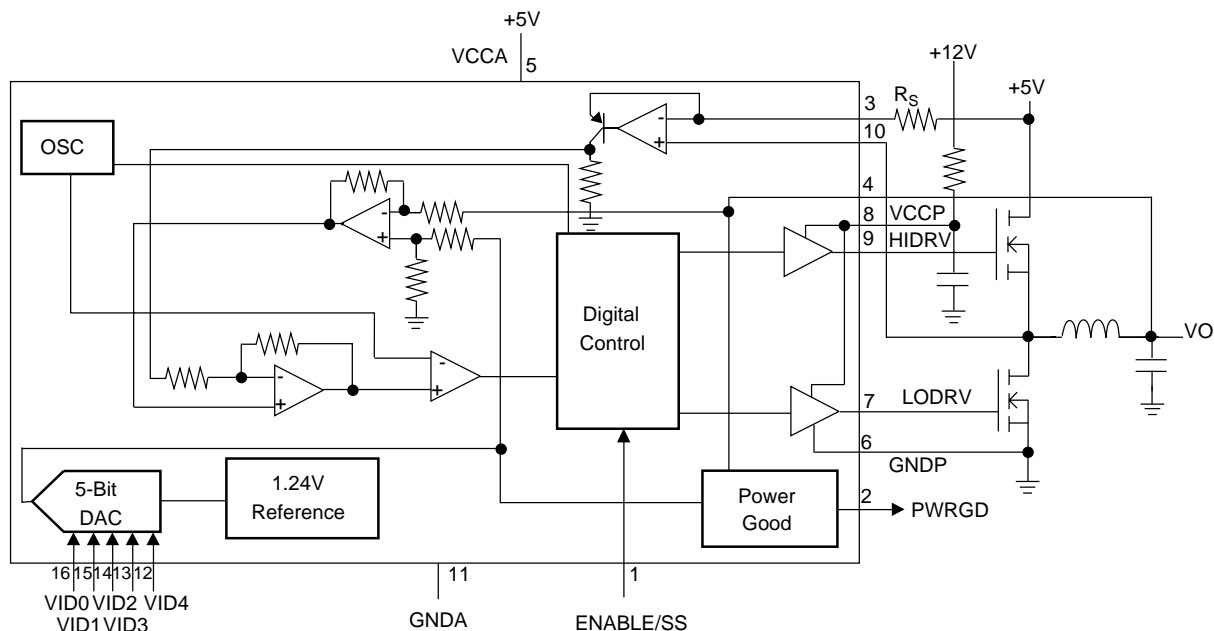 +5V
VCCA
5
+12V
+5V
3
RS
10
OSC
-
+
4
-
+
8
VCCP
9
HIDRV
Digital
Control
VO
-
+
-
+
7
LODRV
6
GNDP
5-Bit
DAC
1.24V
Reference
Power
Good
2
PWRGD
16 15 14 13 12
11
1
VID0 VID2 VID4
VID1 VID3
GNDA
ENABLE/SS